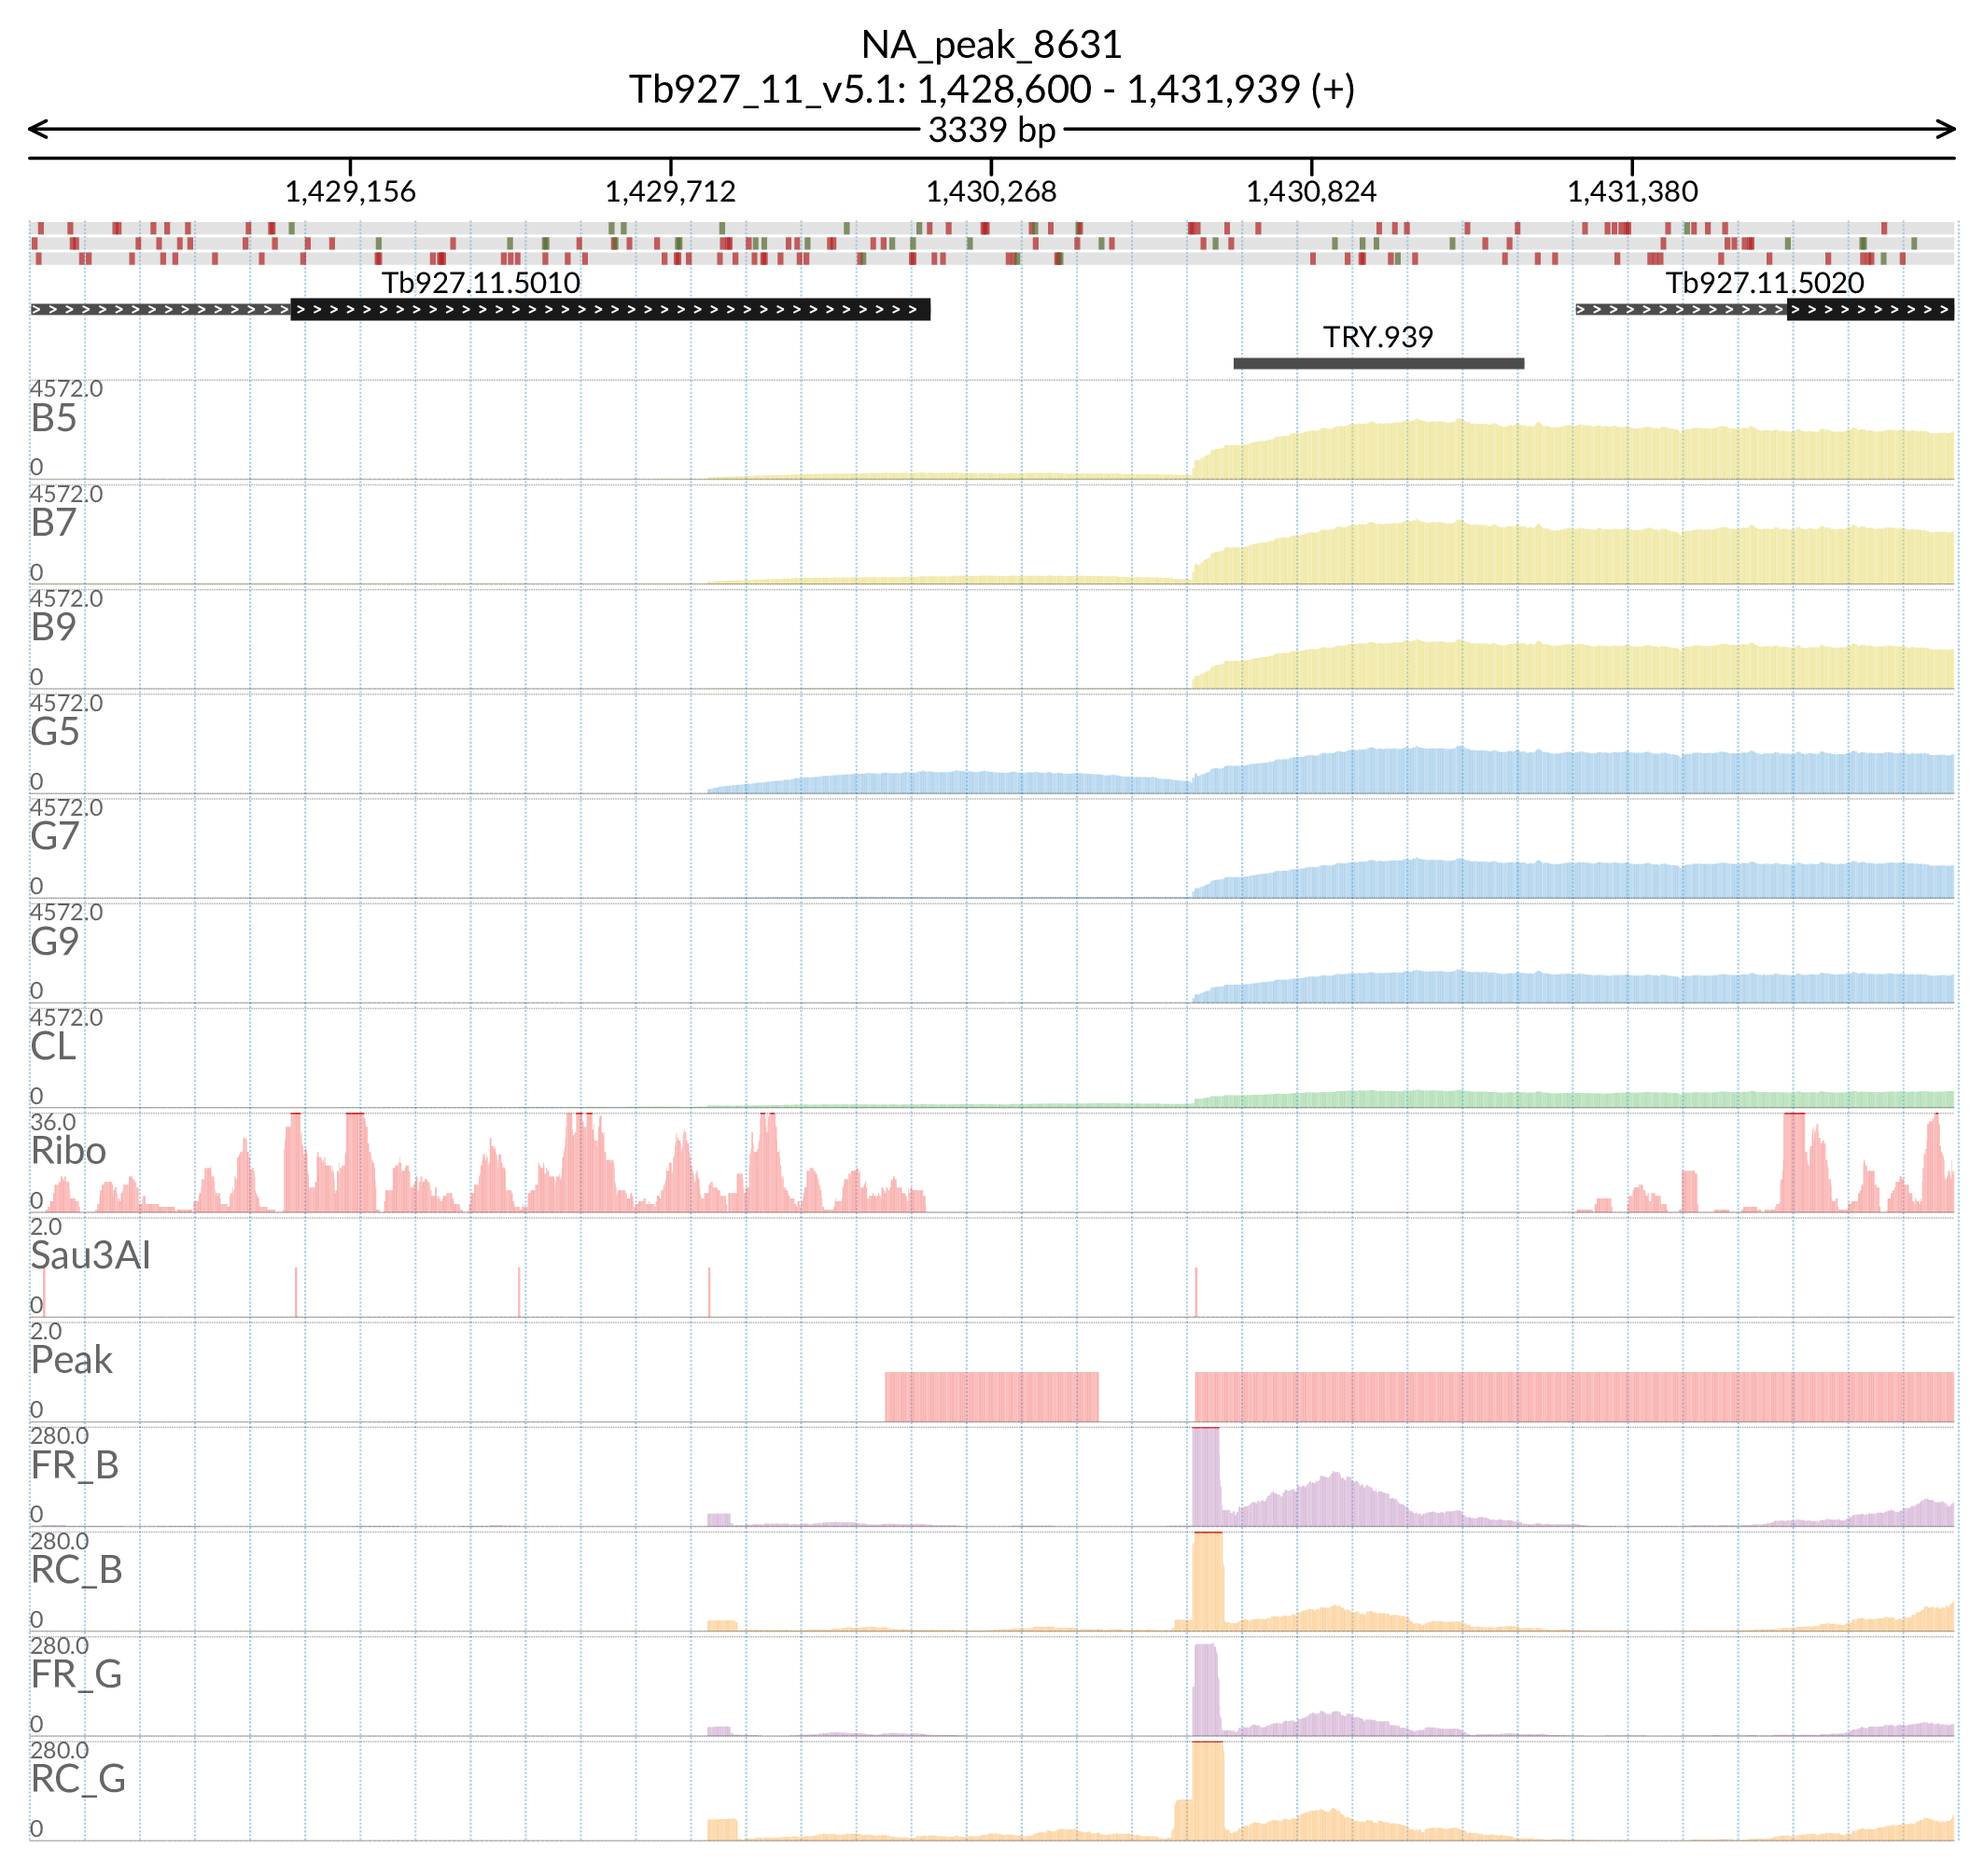 NA_peak_8631
Tb927_11_v5.1: 1,428,600 - 1,431,939 (+)
3339 bp
1,429,156 1,429,712 1,430,268 1,430,824 1,431,380
Tb927.11.5010 Tb927.11.5020
TRY.939
4572.0
B5
0
4572.0
B7
0
4572.0
B9
0
4572.0
G5
0
4572.0
G7
0
4572.0
G9
0
4572.0
CL
0
36.0
Ribo
0
2.0
Sau3AI
0
2.0
Peak
0
280.0
FR_B
0
280.0
RC_B
0
280.0
FR_G
0
280.0
RC_G
0